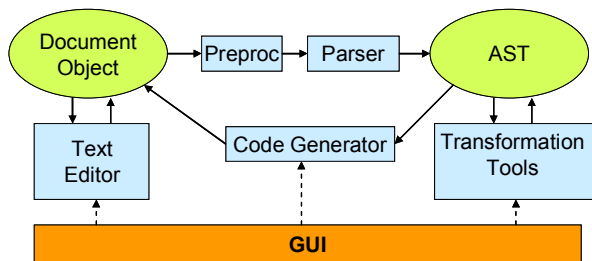 Document
Object
Preproc
Parser
AST
Text
Editor
Code Generator
Transformation
Tools
GUI